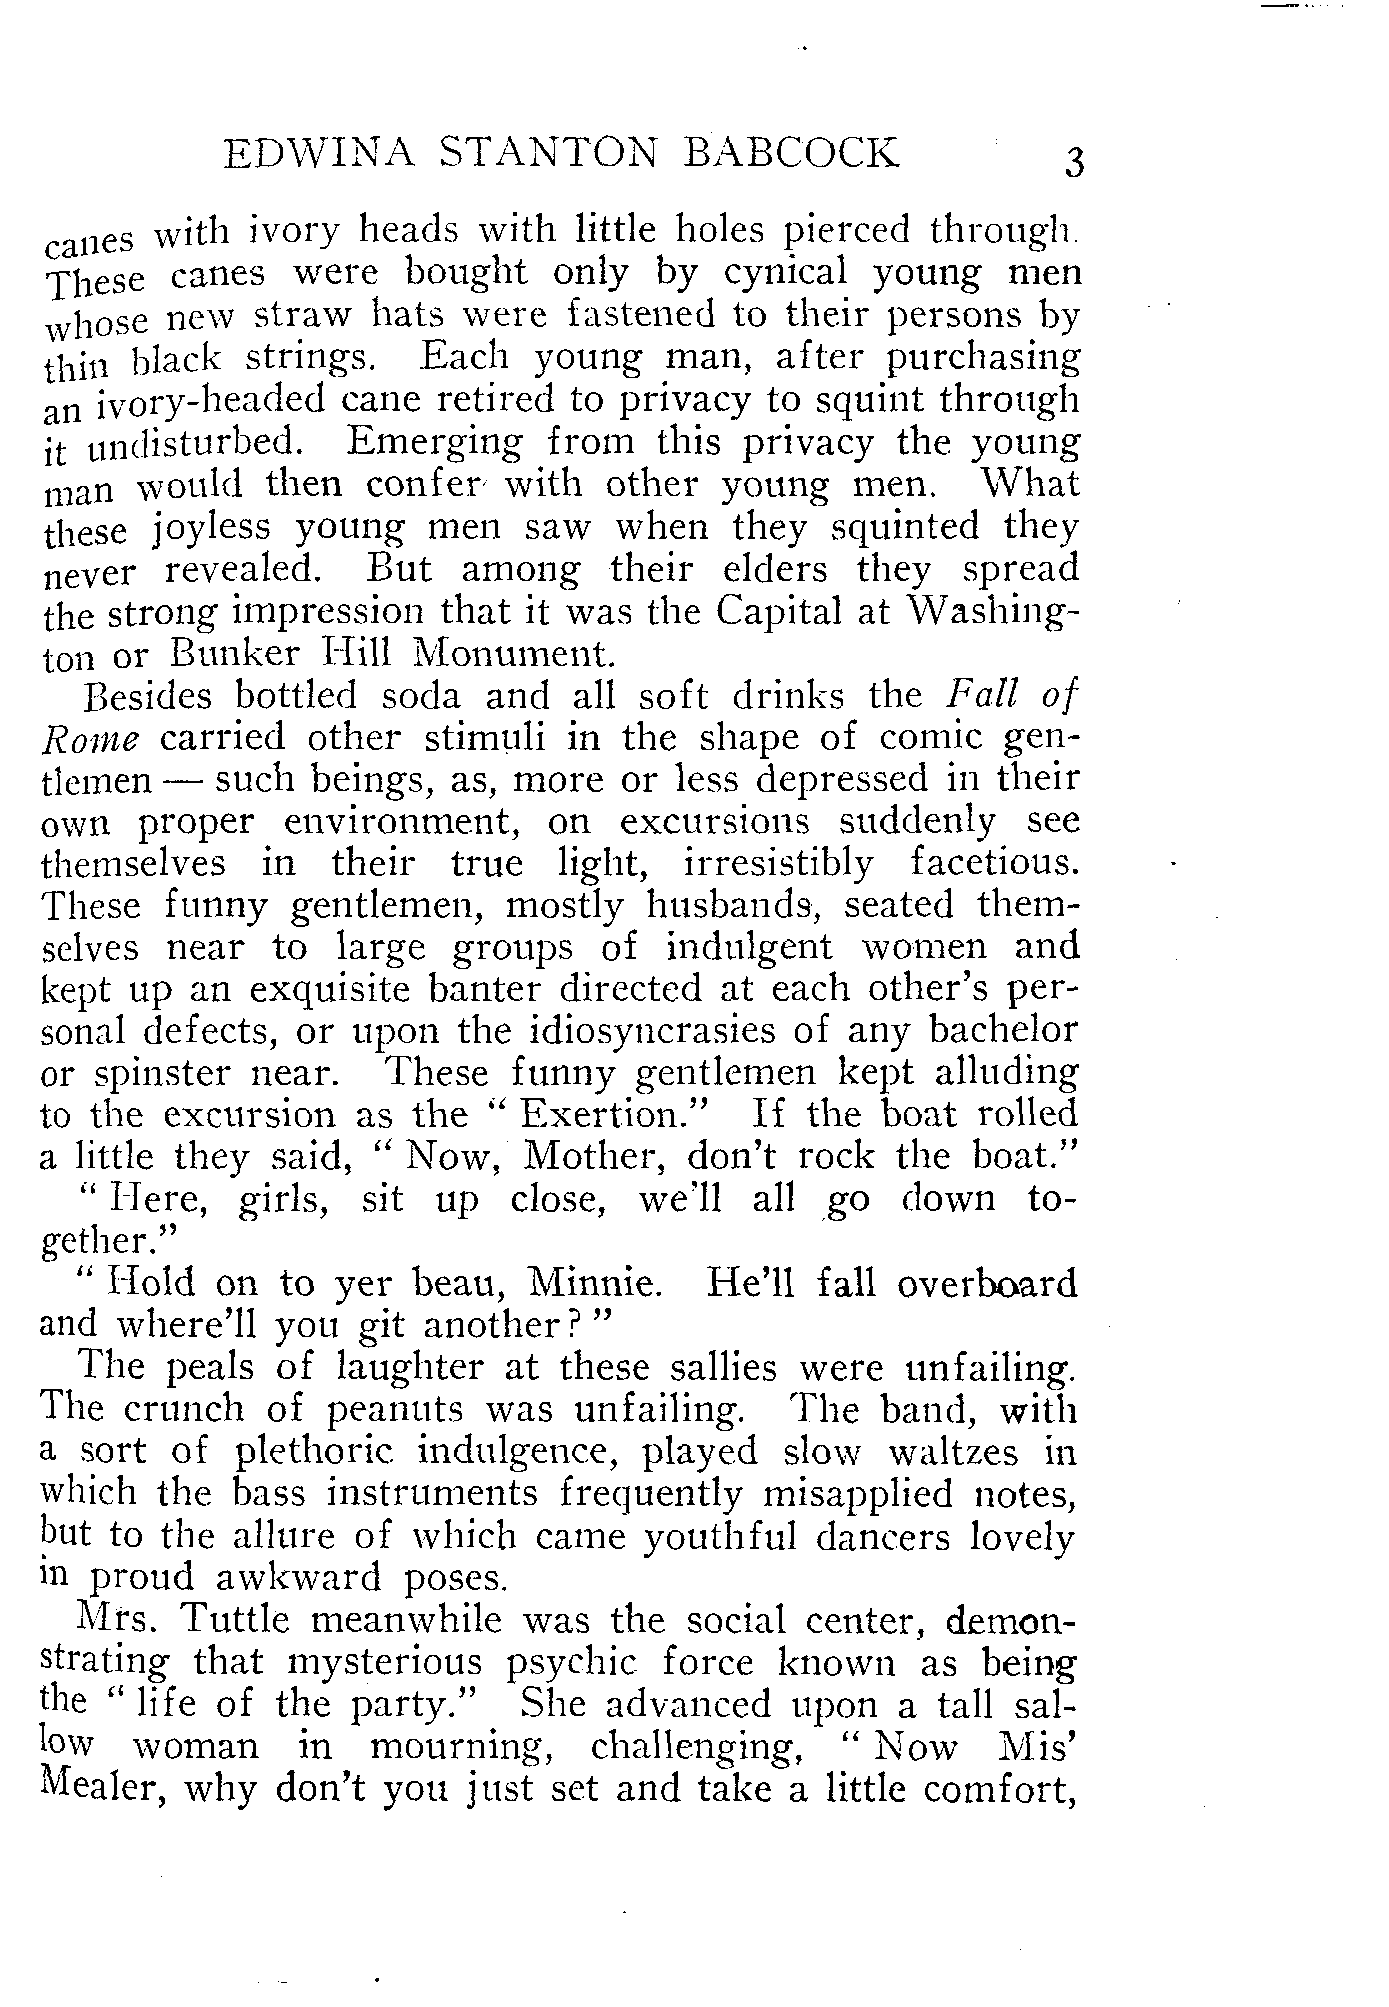 EDWINA STANTON BABCOCK 3
canes with ivory heads with little holes pierced through.
These canes were bought only by cynical young men
whose new straw hats were fastened to their persons by
thin black strings. Each young man, after purchasing
an ivory-headed cane retired to privacy to squint through
it undisturbed. Emerging from this privacy the young
man would then confer with other young men. What
these joyless young men saw when they squinted they
never revealed. But among their elders they spread
the strong impression that it was the Capital at Washing-
ton or Bunker Hill Monument.
Besides bottled soda and all soft drinks the Fall of
Rome carried other stimuli in the shape of comic gen-
tlemen — such beings, as, more or less depressed in their
own proper environment, on excursions suddenly see
themselves in their true light, irresistibly facetious.
These funny gentlemen, mostly husbands, seated them-
selves near to large groups of indulgent women and
kept up an exquisite banter directed at each other's per-
sonal defects, or upon the idiosyncrasies of any bachelor
or spinster near. These funny gentlemen kept alluding
to the excursion as the “ Exertion.” If the boat rolled
a little they said, “ Now, Mother, don't rock the boat.”
“ Here, girls, sit up close, we'll all go down to-
gether.”
“ Hold on to yer beau, Minnie. He'll fall overboard
and where'll you git another? ”
The peals of laughter at these sallies were unfailing.
The crunch of peanuts was unfailing. The band, with
a sort of plethoric indulgence, played slow waltzes in
which the bass instruments frequently misapplied notes,
but to the allure of which came youthful dancers lovely
in proud awkward poses.
Mrs. Tuttle meanwhile was the social center, demon-
strating that mysterious psychic force known as being
the “ life of the party.” She advanced upon a tall sal-
low woman in mourning, challenging, “ Now Mis'
Mealer, why don't you just set and take a little comfort,